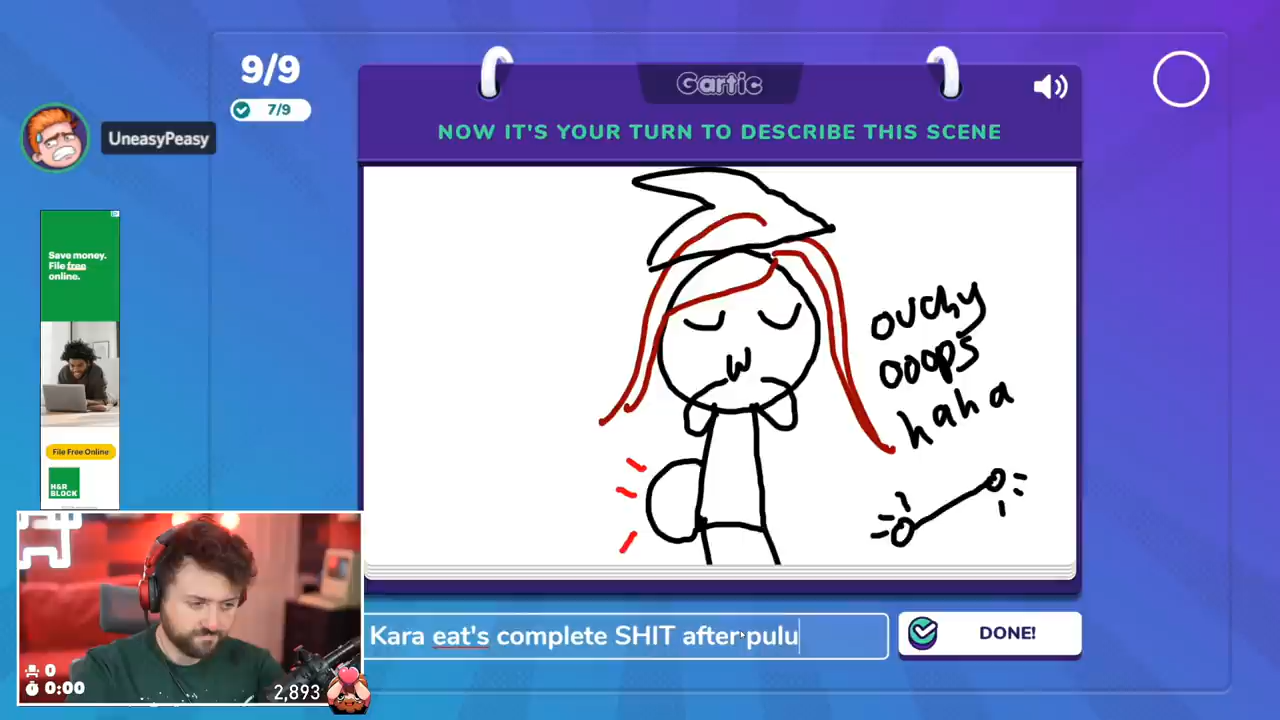 9/9
7/9
Gartic
NOW IT'S YOUR TURN TO DESCRIBE THIS SCENE
UneasyPeasy
Save money.
File free
online.
File Free Online
H&R
BLOCK
ouchy
ooops
haha
W
Kara eat's complete SHIT after pulu
DONE!
0
0:00
2,893